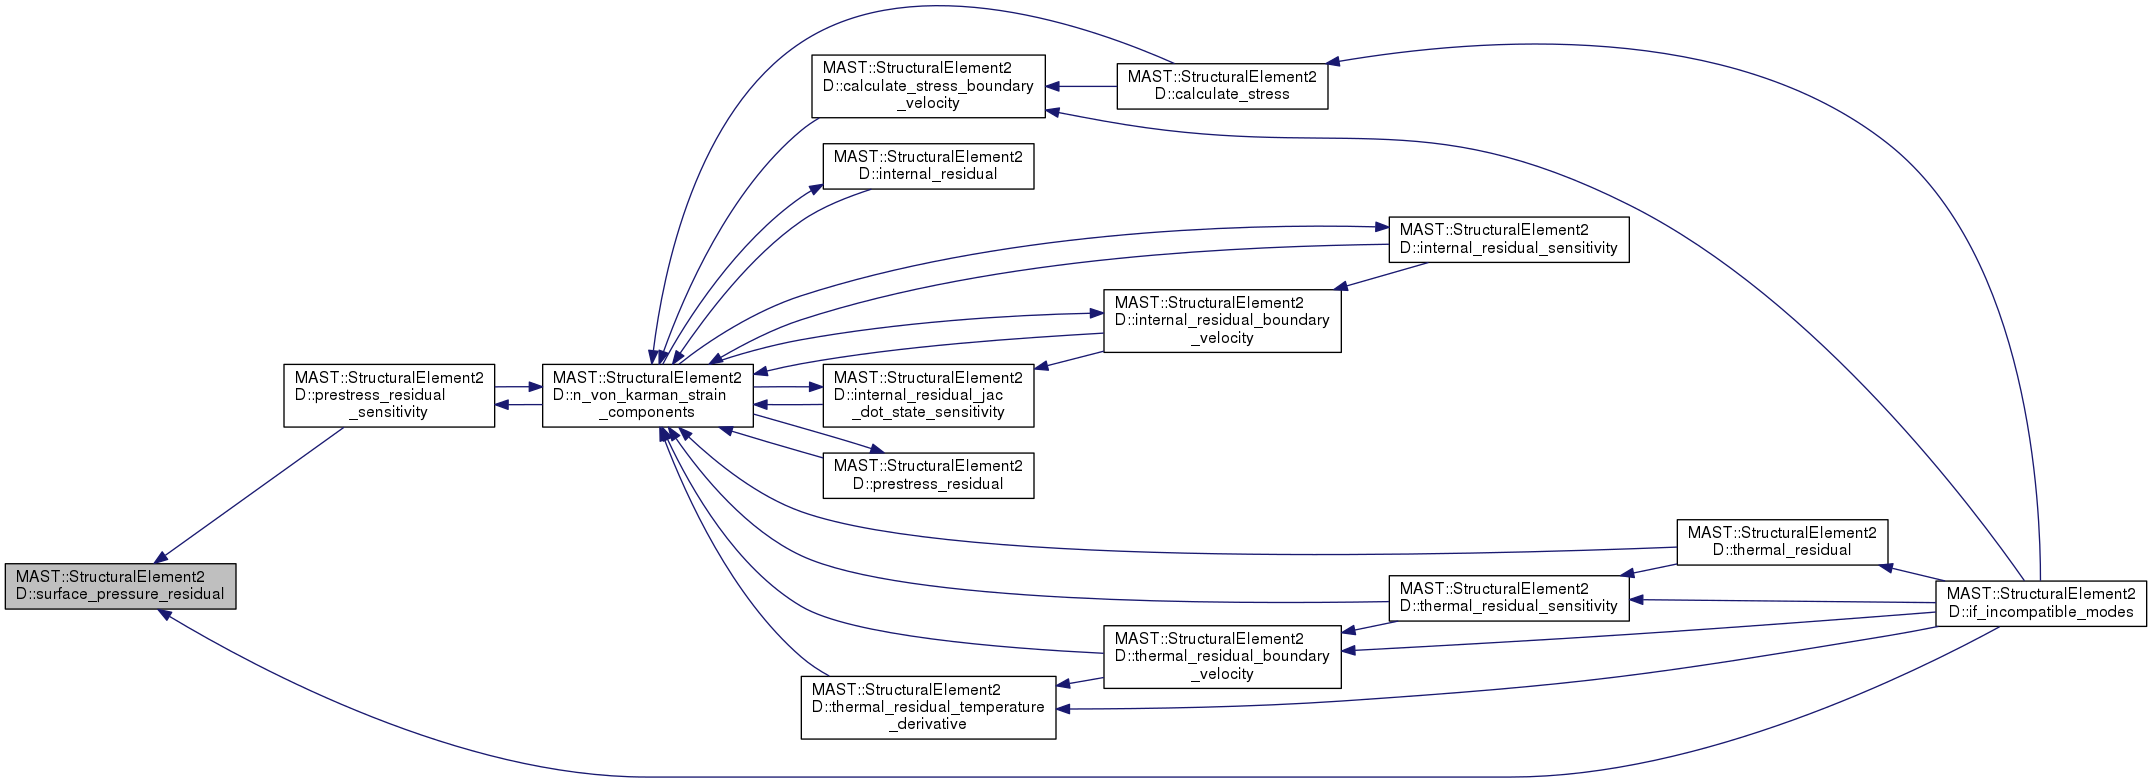 MAST::StructuralElement2
D::surface_pressure_residual
MAST::StructuralElement2
D::prestress_residual
_sensitivity
MAST::StructuralElement2
D::n_von_karman_strain
_components
MAST::StructuralElement2
D::calculate_stress_boundary
_velocity
MAST::StructuralElement2
D::calculate_stress
MAST::StructuralElement2
D::internal_residual
MAST::StructuralElement2
D::internal_residual_sensitivity
MAST::StructuralElement2
D::internal_residual_boundary
_velocity
MAST::StructuralElement2
D::internal_residual_jac
_dot_state_sensitivity
MAST::StructuralElement2
D::prestress_residual
MAST::StructuralElement2
D::thermal_residual
MAST::StructuralElement2
D::thermal_residual_sensitivity
MAST::StructuralElement2
D::thermal_residual_boundary
_velocity
MAST::StructuralElement2
D::thermal_residual_temperature
_derivative
MAST::StructuralElement2
D::if_incompatible_modes